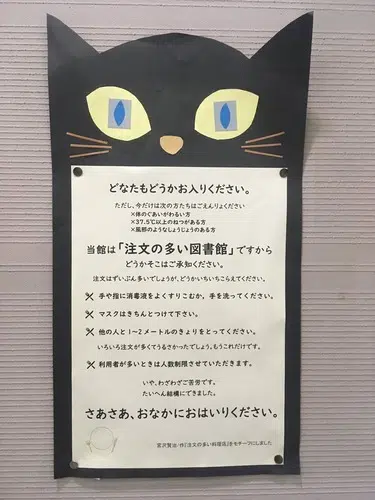 どなたもどうかお入りください。
ただし、今だけは次の方たちはごえんりょください
×体のぐあいがわるい方
×37.5℃以上のねつがある方
×風邪のようなしょうじょうのある方
当館は「注文の多い図書館」ですから
どうかそこはご承知ください。
注文はずいぶん多いでしょうが、どうかいちいちこらえてください。
×手や指に消毒液をよくすりこむか、手を洗ってください。
×マスクはきちんとつけて下さい。
×他の人と1〜2メートルのきょりをとってください。
いろいろ注文が多くてうるさかったでしょう。もうこれだけです。
×利用者が多いときは人数制限させていただきます。
いや、わざわざご苦労です。
たいへん結構にできました。
さあさあ、おなかにおはいりください。
宮沢賢治・作『注文の多い料理店』をモチーフにしました